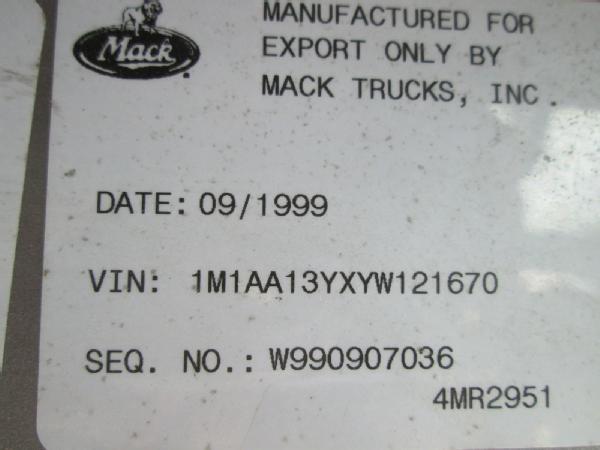 Mack
MANUFACTURED FOR
EXPORT ONLY BY
MACK TRUCKS, INC.
DATE: 09/1999
VIN: 1M1AA13YXYW121670
SEQ. NO.: W990907036
4MR2951